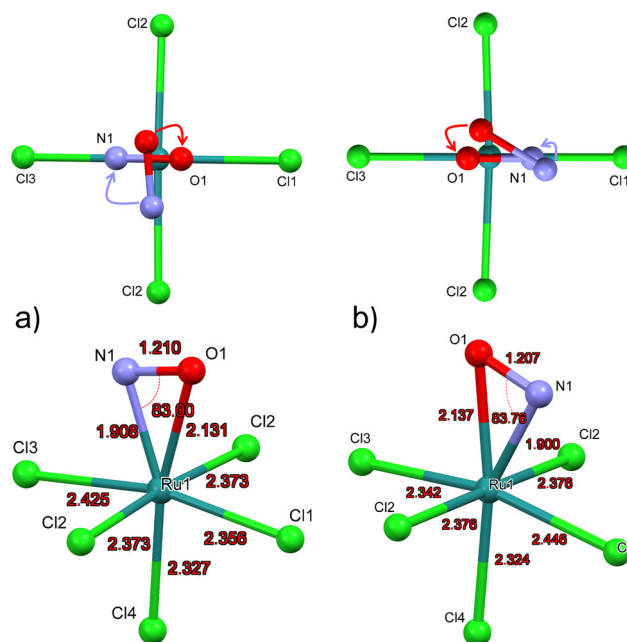 Cl2
Cl2
N1
Cl3
O1
Cl1
Cl3
O1
N1
Cl1
Cl2
Cl2
a)
b)
N1
1.210
O1
O1
1.207
N1
83.00
83.76
1.906
2.131
Cl2
2.137
1.900
Cl2
Cl3
Cl3
2.425
Ru1
2.373
2.342
Ru1
2.376
Cl2
Cl1
Cl2
2.373
2.356
2.376
2.446
2.327
2.324
Cl4
Cl4